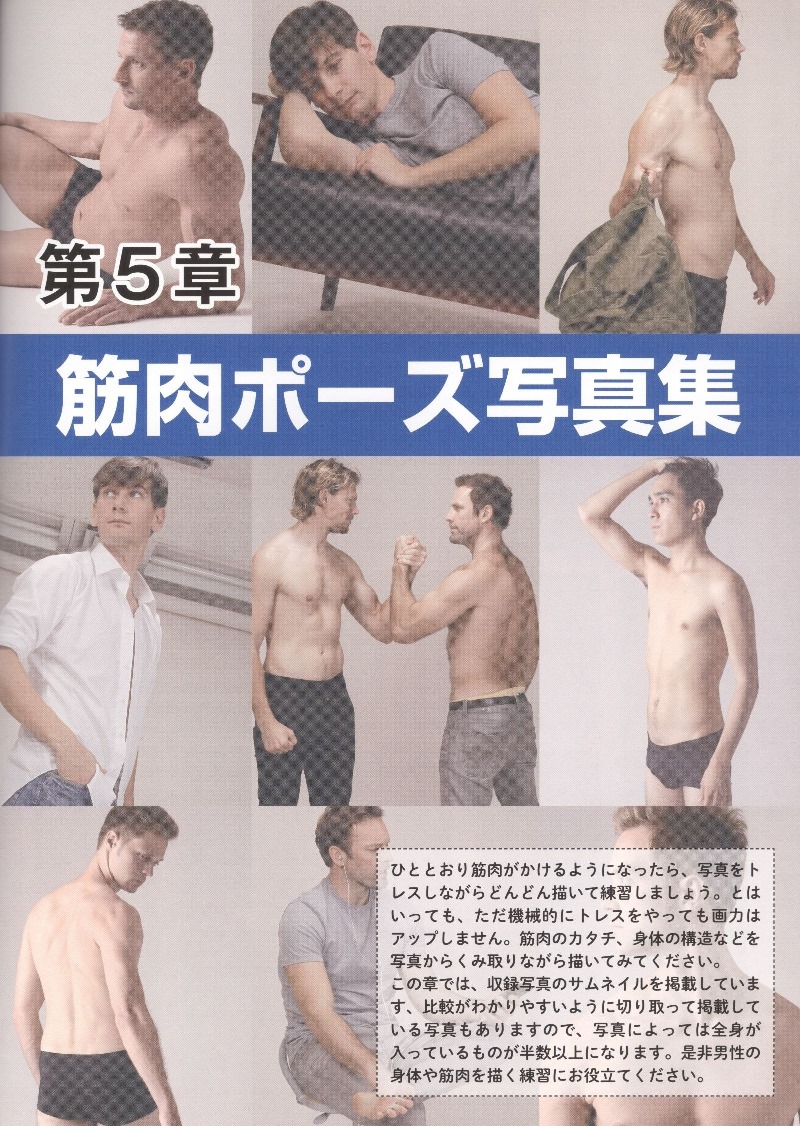 第5章
筋肉ポーズ写真集
ひととおり筋肉がかけるようになったら、写真をト
レスしながらどんどん描いて練習しましょう。とは
いっても、ただ機械的にトレスをやっても画力は
アップしません。筋肉のカタチ、身体の構造などを
写真からくみ取りながら描いてみてください。
この章では、収録写真のサムネイルを掲載していま
す、比較がわかりやすいように切り取って掲載して
いる写真もありますので、写真によっては全身が
入っているものが半数以上になります。是非男性の
身体や筋肉を描く練習にお役立てください。